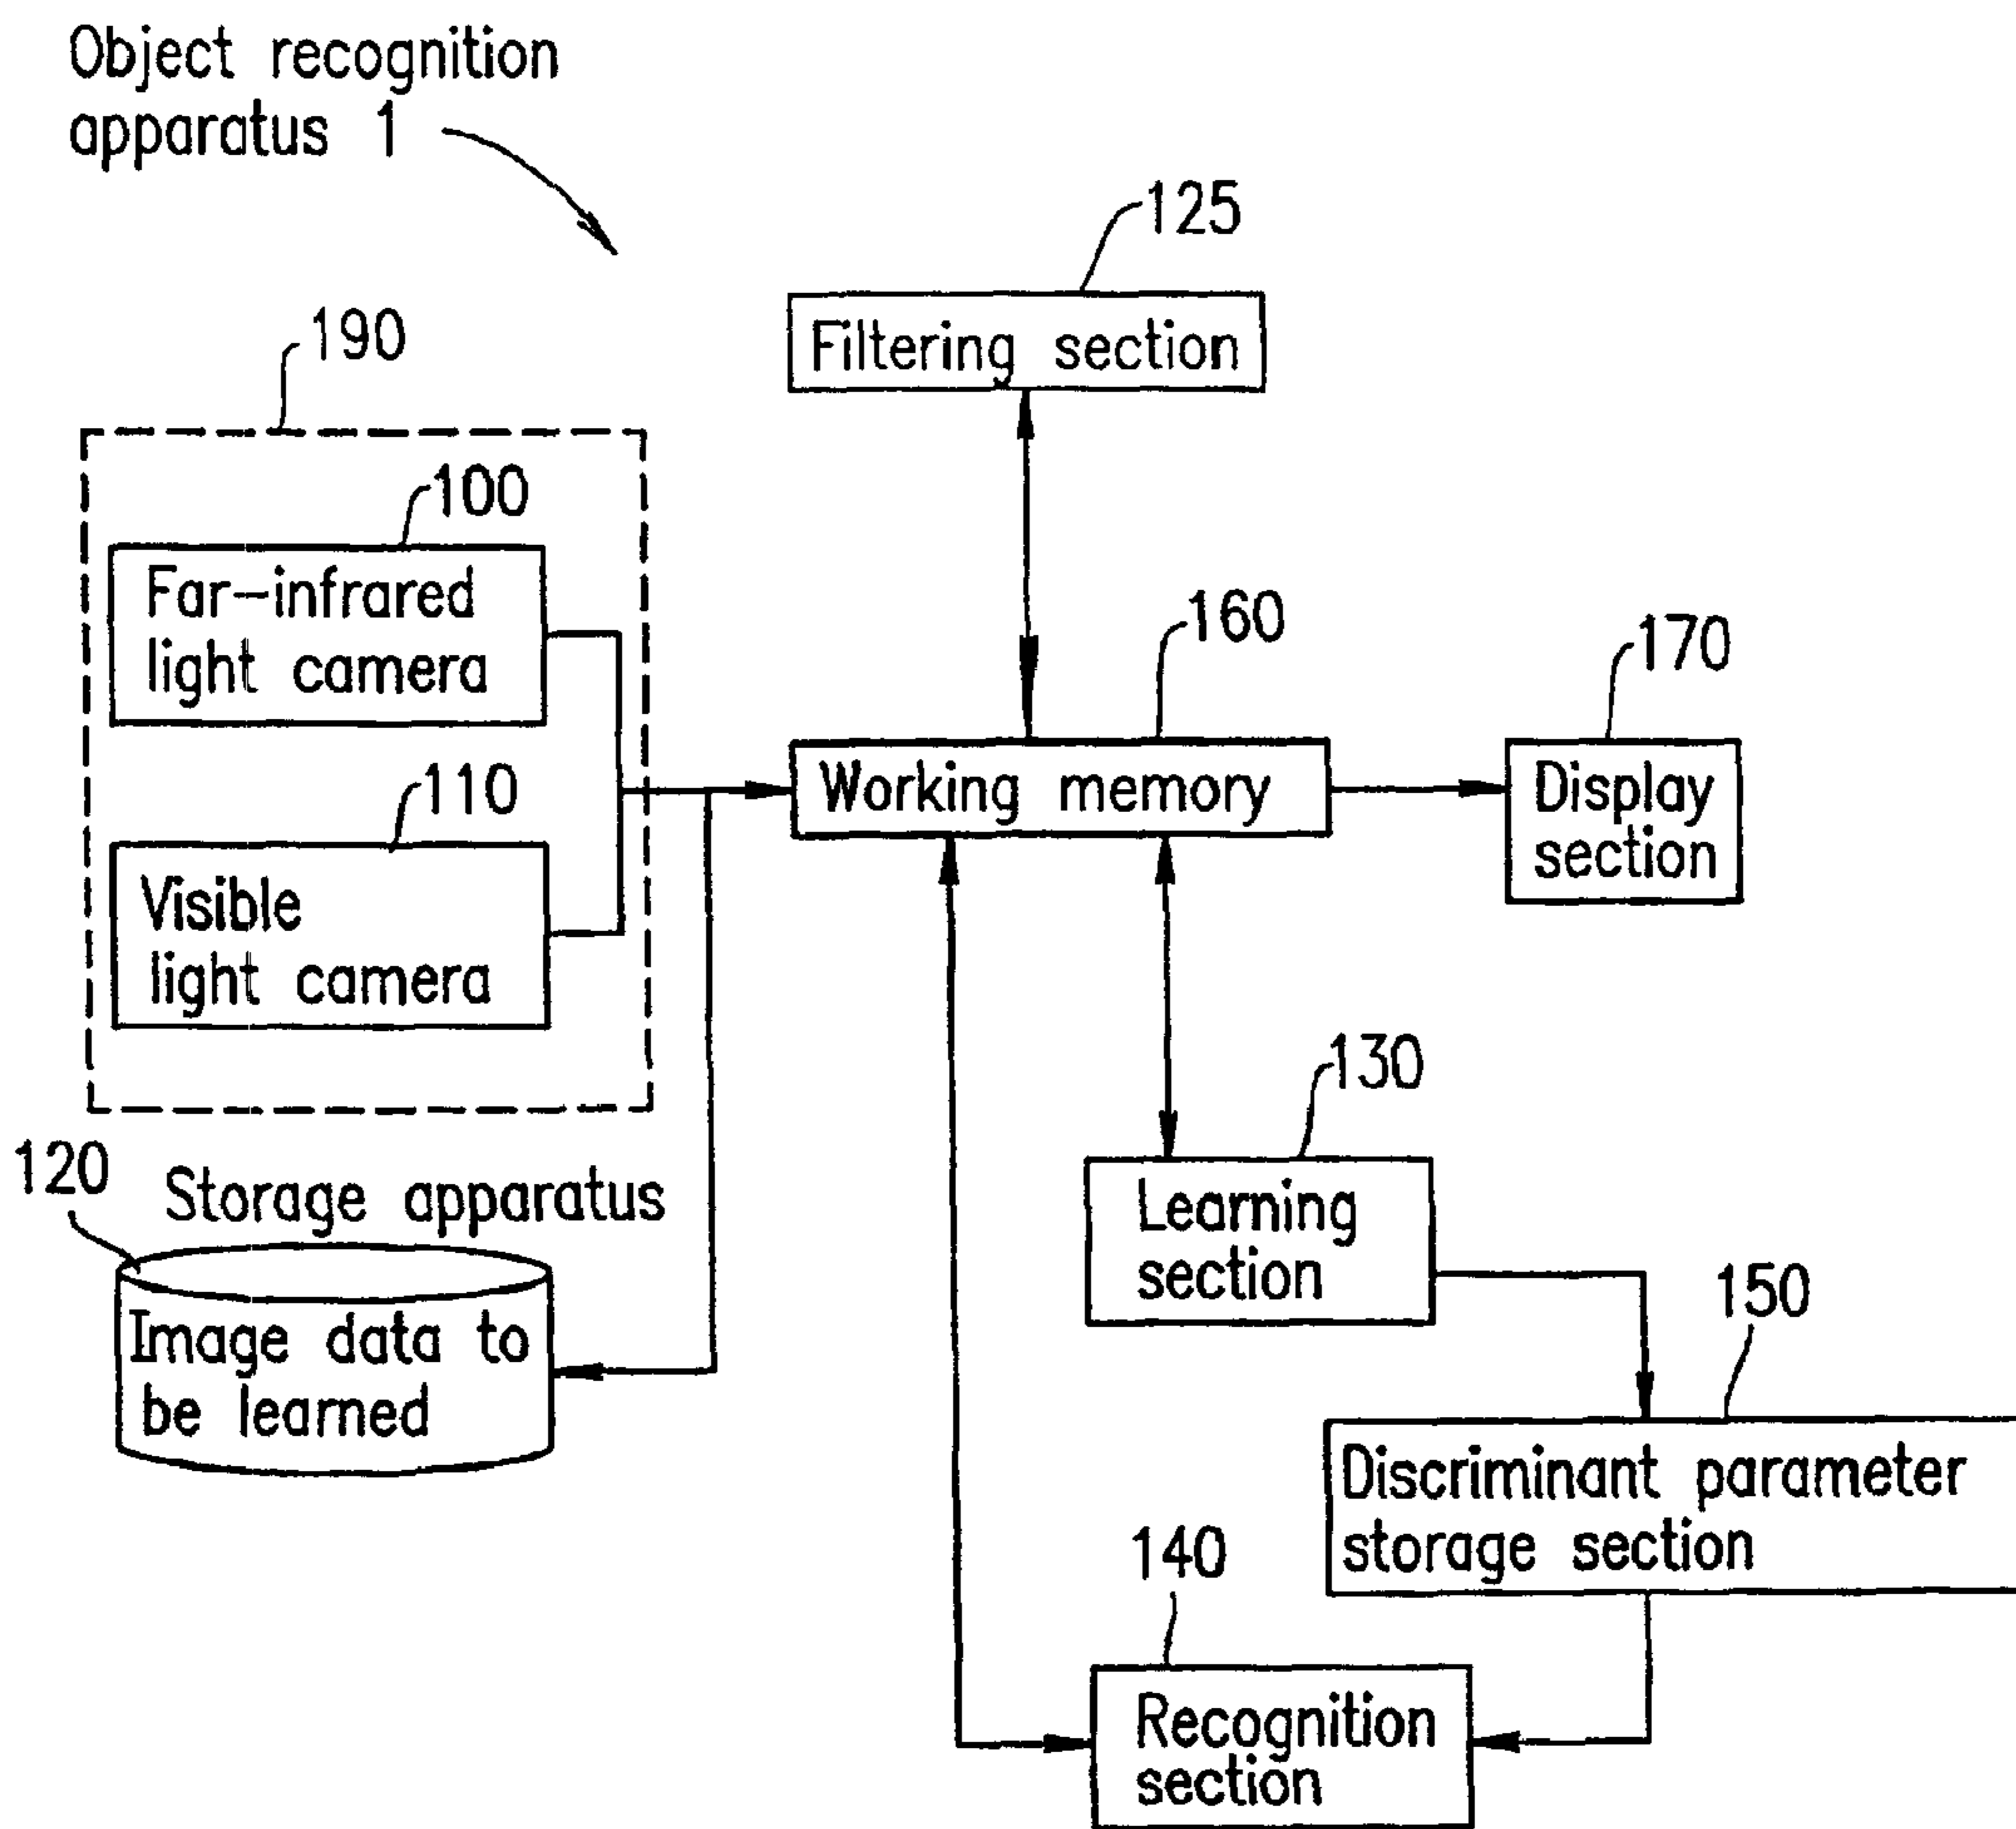 Object recognition
apparatus 1
125
Filtering section
190
100
Far-infrared
light camera
110
Visible
light camera
160
Working memory
170
Display
section
130
Learning
section
120
Storage apparatus
Image data to
be learned
150
Discriminant parameter
storage section
140
Recognition
section